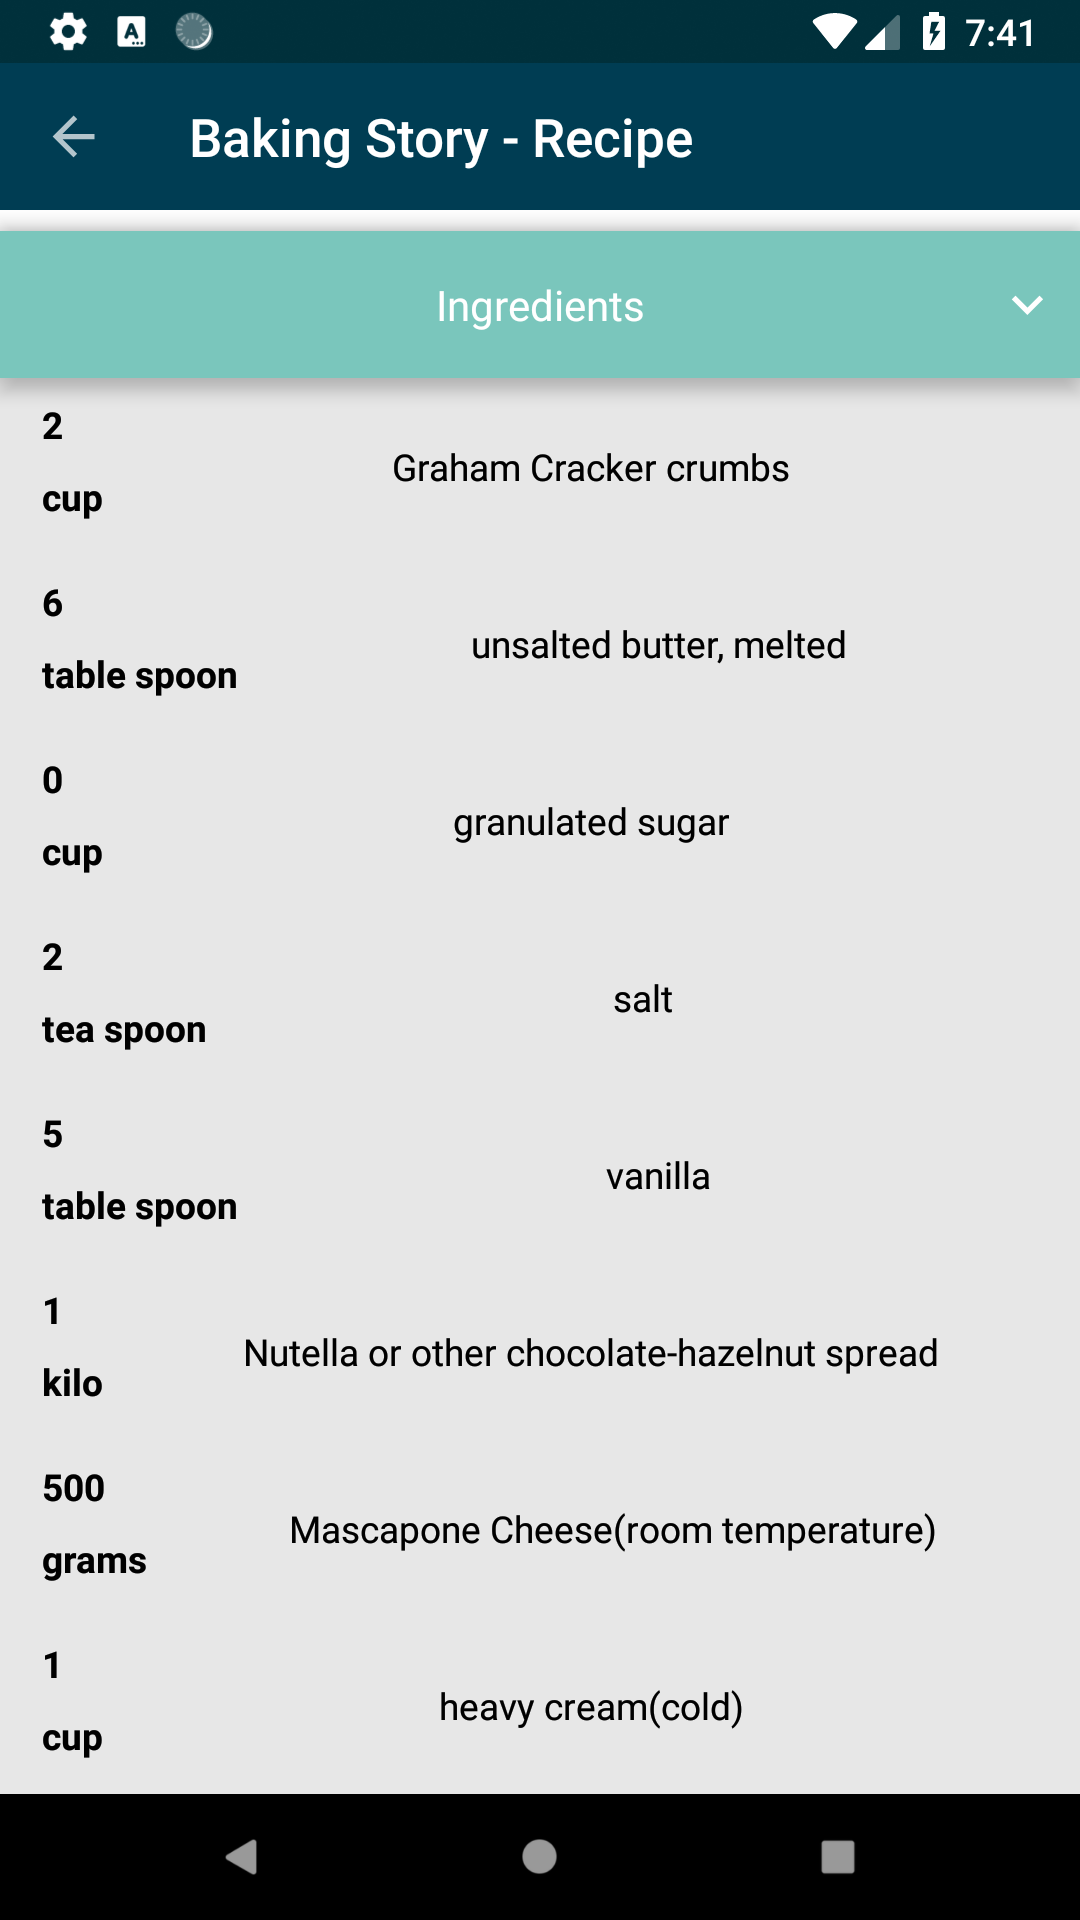 7:41
Baking Story - Recipe
Ingredients
2
Graham Cracker crumbs
cup
6
unsalted butter, melted
table spoon
0
granulated sugar
cup
2
salt
tea spoon
5
vanilla
table spoon
1
Nutella or other chocolate-hazelnut spread
kilo
500
Mascapone Cheese(room temperature)
grams
1
heavy cream(cold)
cup